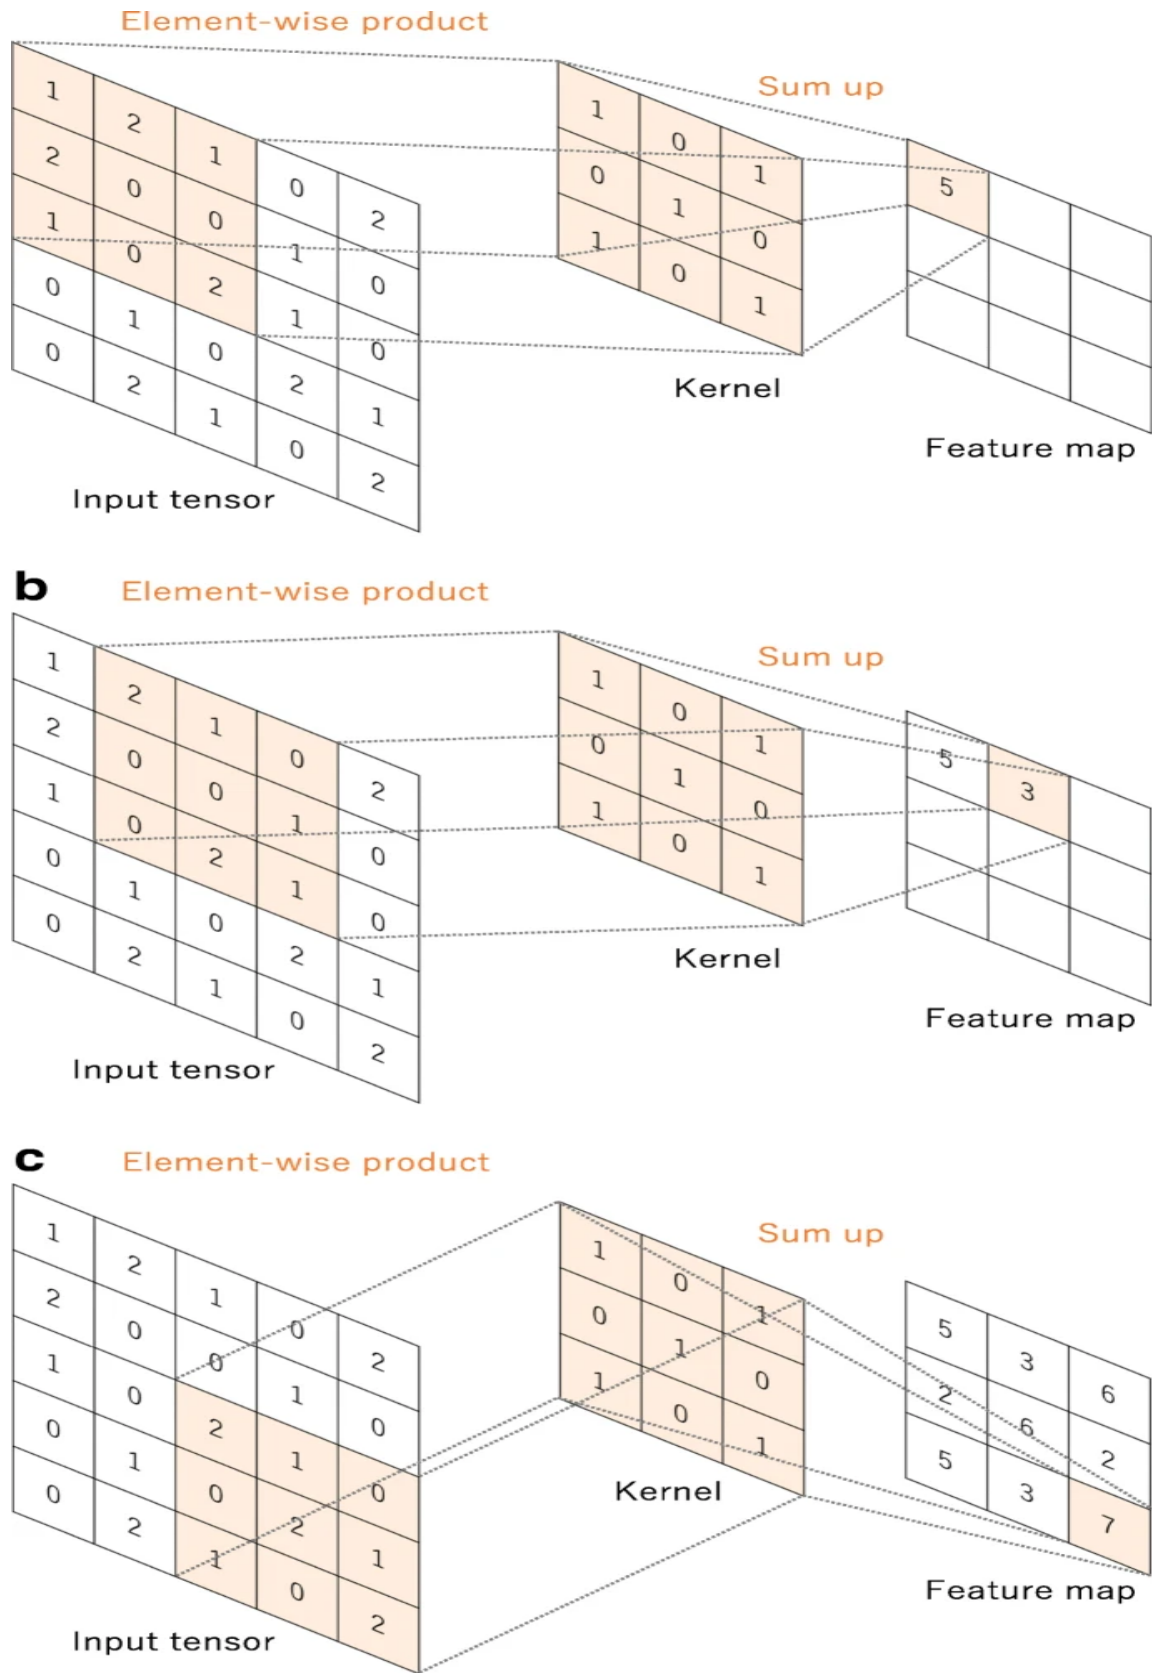 Element-wise product
Sum up
1 2 1 0 2
2 0 0 1 0
1 0 2 1 0
0 1 0 2 1
0 2 1 0 2
1 0 1
0 1 0
1 0 1
5
Kernel
Feature map
Input tensor
b
Element-wise product
Sum up
1 2 1 0 2
2 0 0 1 0
1 0 2 1 0
0 1 0 2 1
0 2 1 0 2
1 0 1
0 1 0
1 0 1
5 3
Kernel
Feature map
Input tensor
c
Element-wise product
Sum up
1 2 1 0 2
2 0 0 1 0
1 0 2 1 0
0 1 0 2 1
0 2 1 0 2
1 0 1
0 1 0
1 0 1
5 3 6
2 6 2
5 3 7
Kernel
Feature map
Input tensor